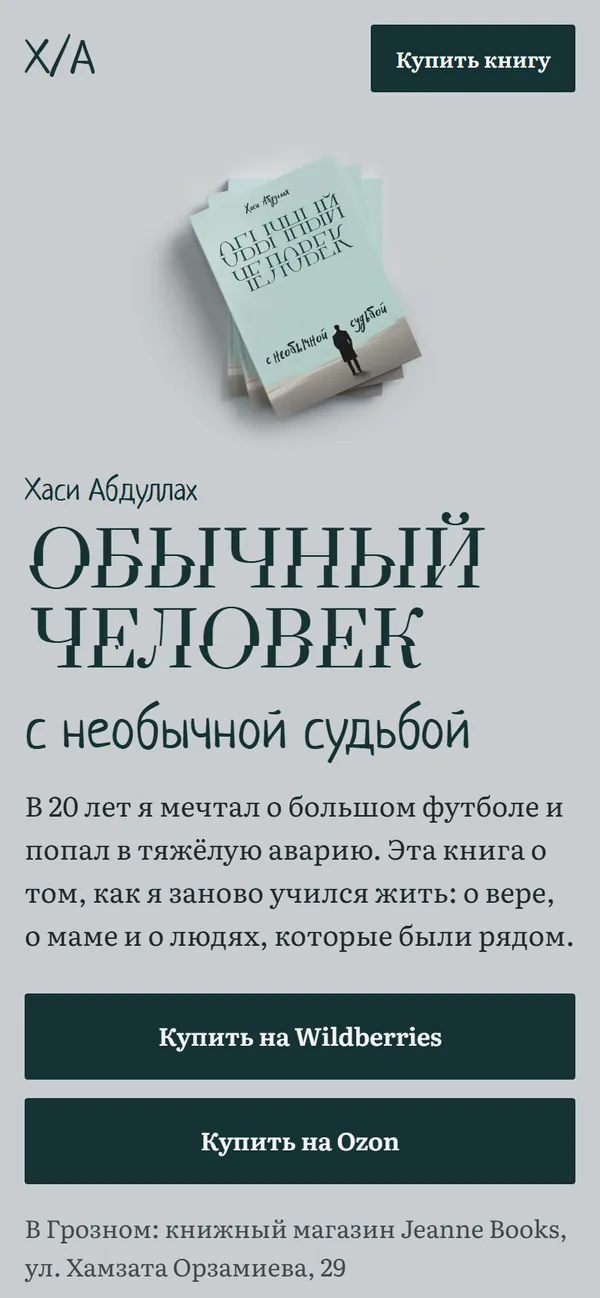 Х/А
Купить книгу
Хаси Абдуллах
ОБЫЧНЫЙ
ЧЕЛОВЕК
с необычной судьбой
Хаси Абдуллах
ОБЫЧНЫЙ
ЧЕЛОВЕК
с необычной судьбой
В 20 лет я мечтал о большом футболе и
попал в тяжёлую аварию. Эта книга о
том, как я заново учился жить: о вере,
о маме и о людях, которые были рядом.
Купить на Wildberries
Купить на Ozon
В Грозном: книжный магазин Jeanne Books,
ул. Хамзата Орзамиева, 29